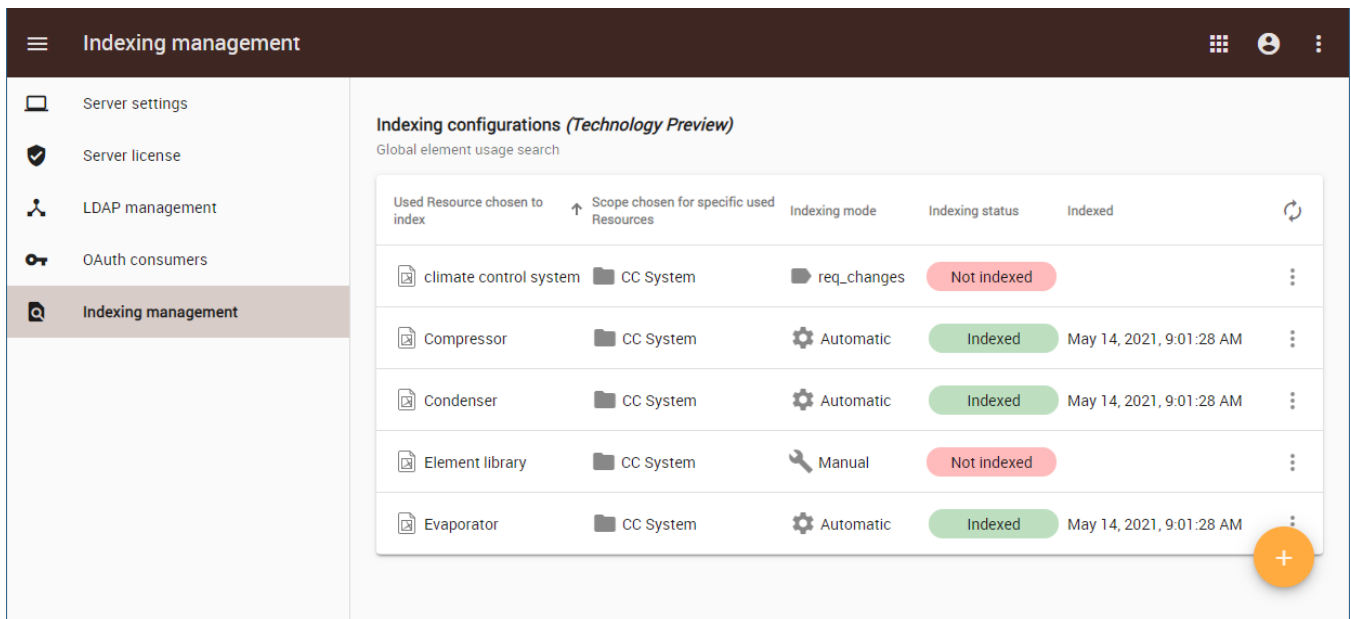 Indexing management
Server settings
Server license
LDAP management
OAuth consumers
Indexing management
Indexing configurations (Technology Preview)
Global element usage search
Used Resource chosen to index Scope chosen for specific used Resources Indexing mode Indexing status Indexed
climate control system CC System req_changes Not indexed
Compressor CC System Automatic Indexed May 14, 2021, 9:01:28 AM
Condenser CC System Automatic Indexed May 14, 2021, 9:01:28 AM
Element library CC System Manual Not indexed
Evaporator CC System Automatic Indexed May 14, 2021, 9:01:28 AM